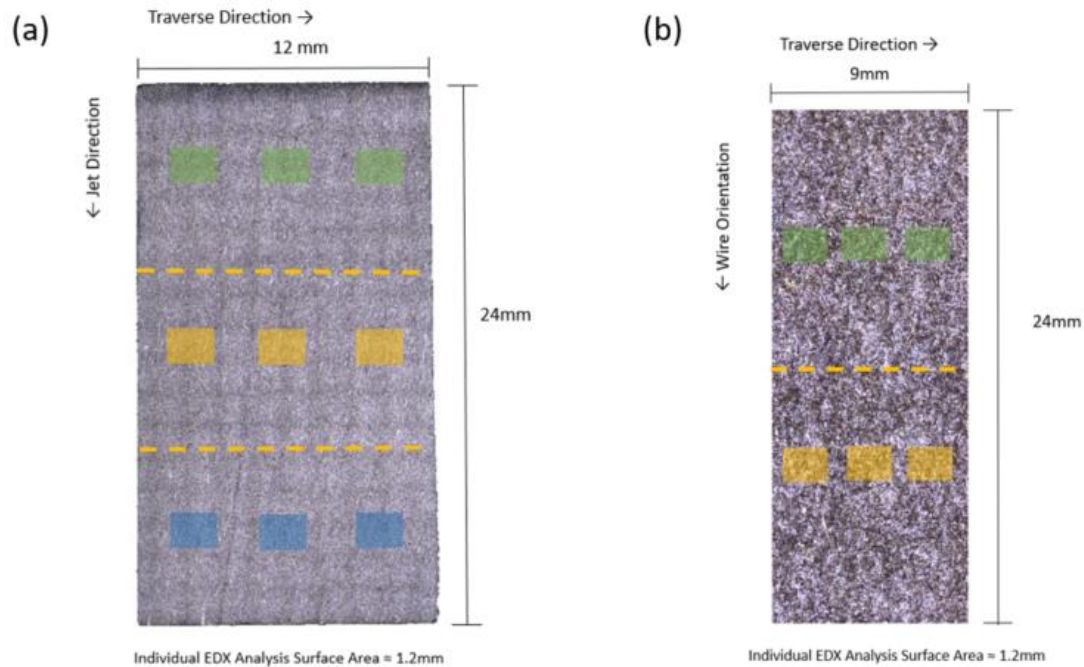 (a)
Traverse Direction →
12 mm
← Jet Direction
24mm
Individual EDX Analysis Surface Area = 1.2mm
(b)
Traverse Direction →
9mm
← Wire Orientation
24mm
Individual EDX Analysis Surface Area = 1.2mm